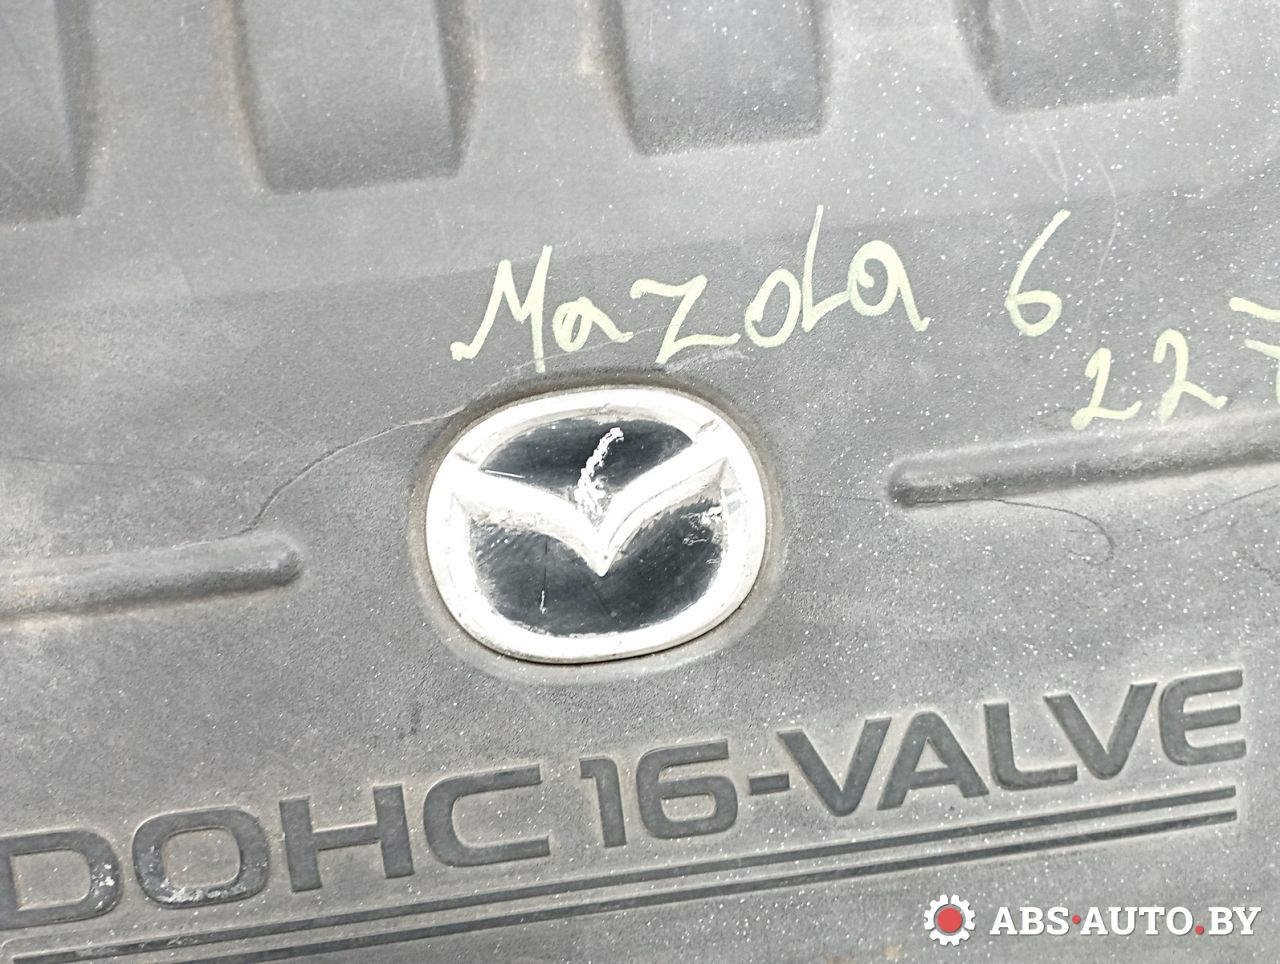 Mazda 6
22
DOHC 16-VALVE
ABS·AUTO.BY